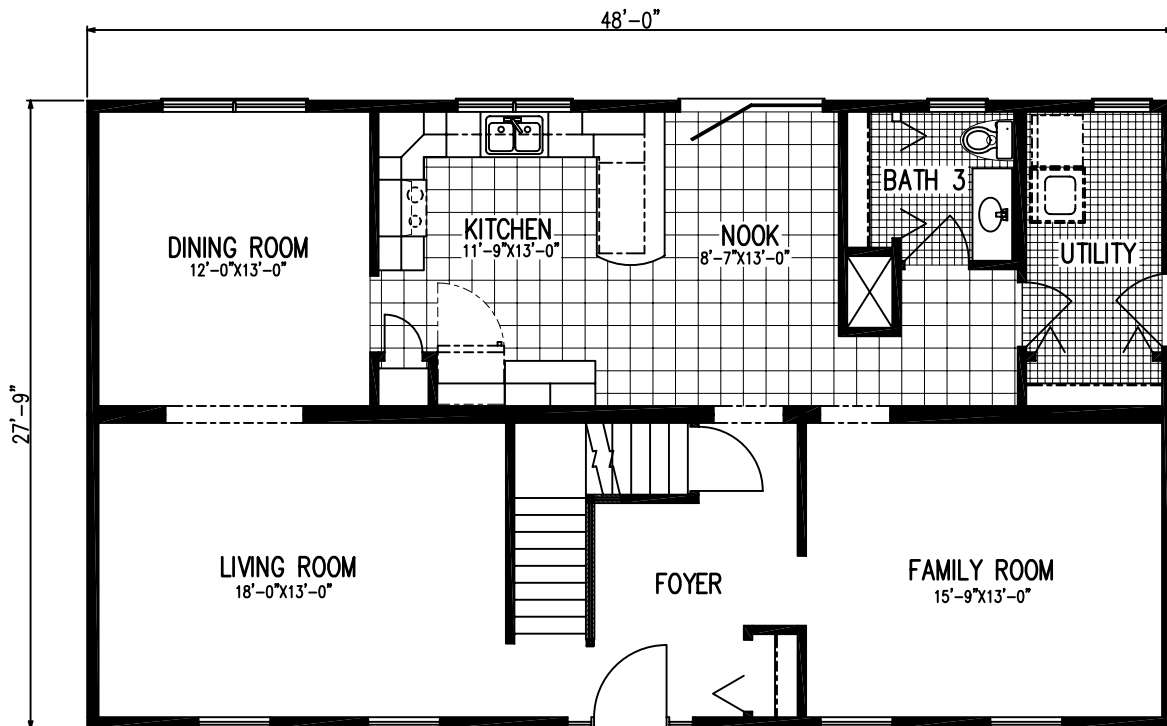 48'-0"
27'-9"
DINING ROOM
12'-0"X13'-0"
KITCHEN
11'-9"X13'-0"
NOOK
8'-7"X13'-0"
BATH 3
UTILITY
LIVING ROOM
18'-0"X13'-0"
FOYER
FAMILY ROOM
15'-9"X13'-0"